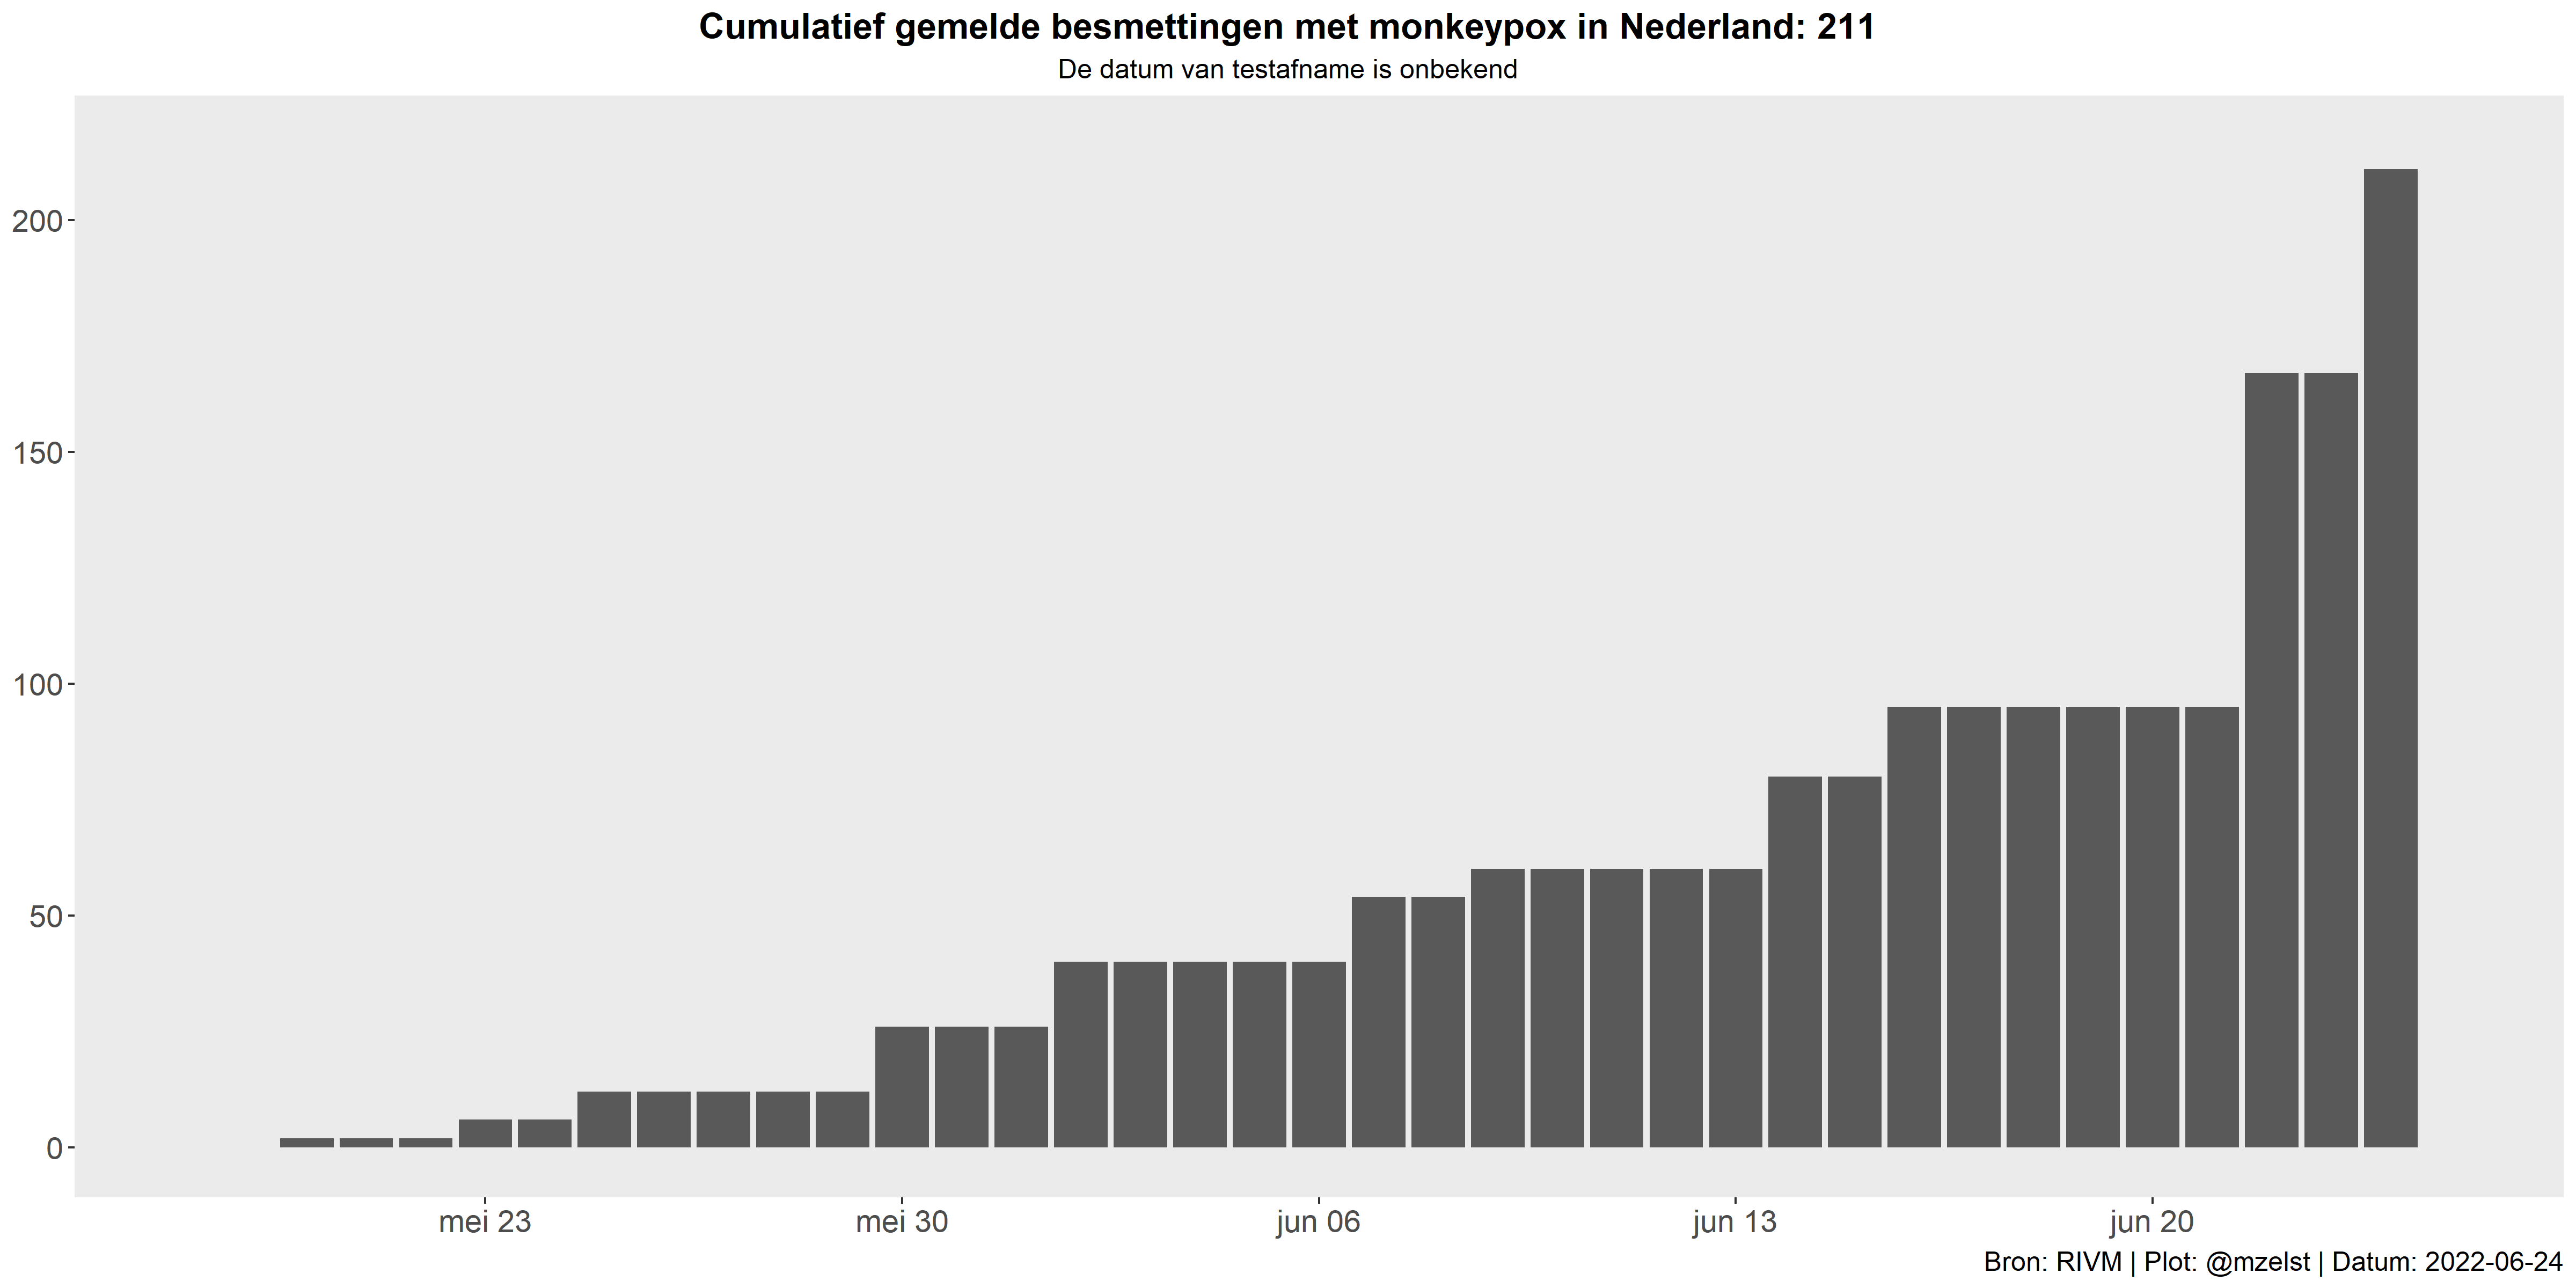 Cumulatief gemelde besmettingen met monkeypox in Nederland: 211
De datum van testafname is onbekend
200
150
100
50
0
mei 23 mei 30 jun 06 jun 13 jun 20
Bron: RIVM | Plot: @mzelst | Datum: 2022-06-24